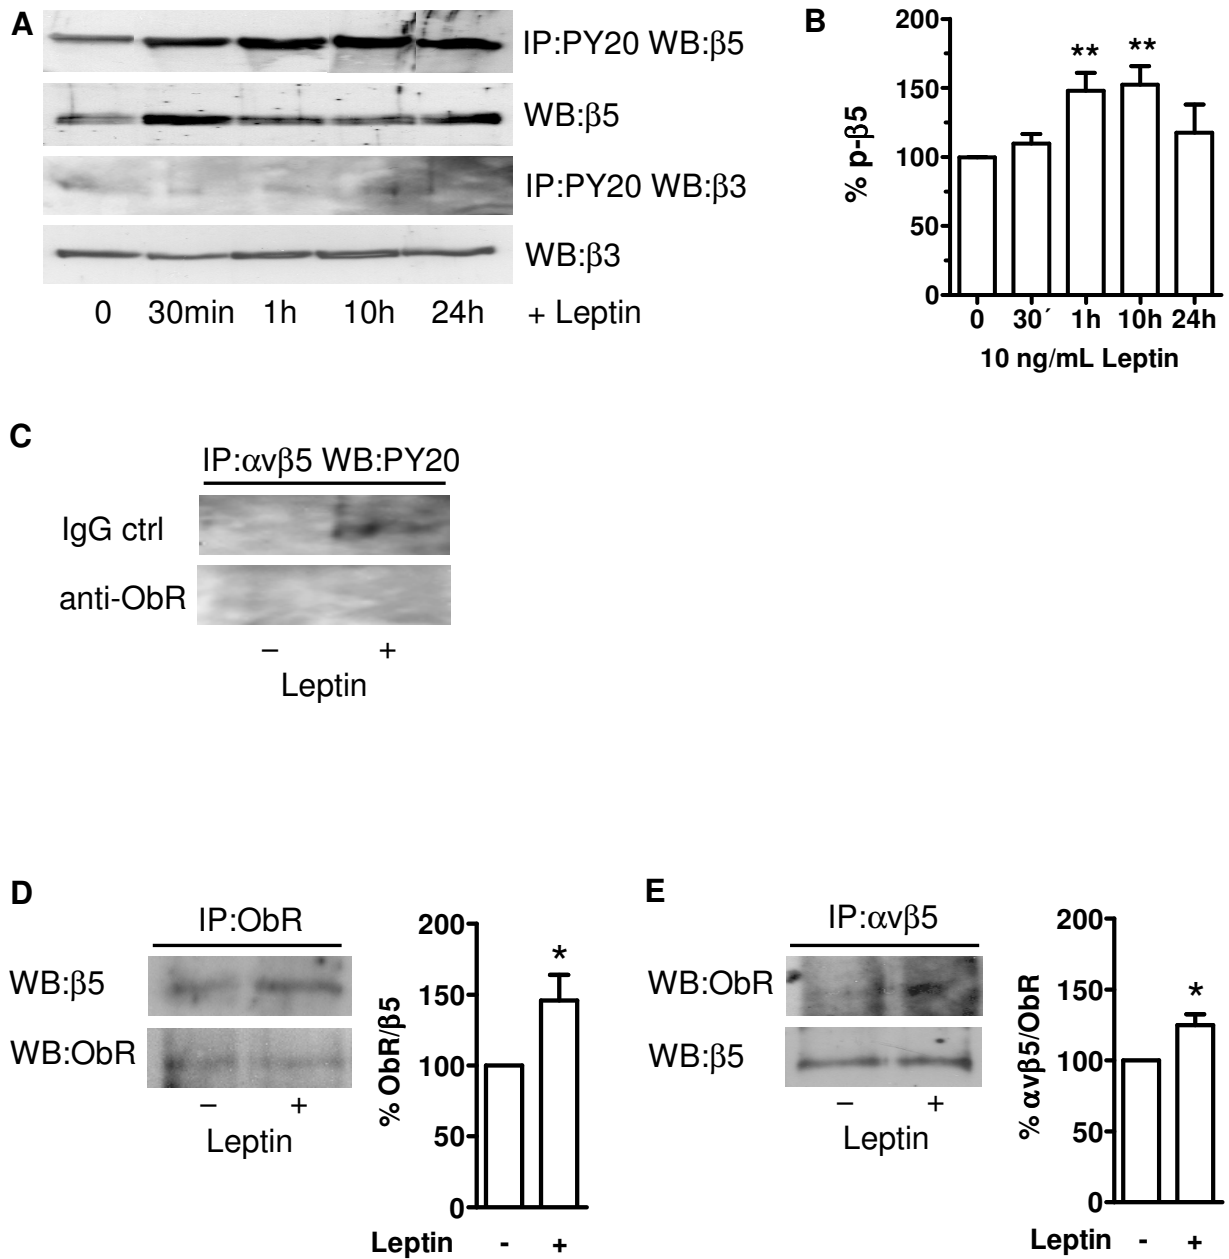 A
IP:PY20 WB:β5
WB:β5
IP:PY20 WB:β3
WB:β3
0 30min 1h 10h 24h + Leptin
B
200
150
100
50
0
% p-β5
** **
0 30´ 1h 10h 24h
10 ng/mL Leptin
C
IP:αvβ5 WB:PY20
IgG ctrl
anti-ObR
– +
Leptin
D
IP:ObR
WB:β5
WB:ObR
– +
Leptin
200
150
100
50
0
% ObR/β5
*
Leptin - +
E
IP:αvβ5
WB:ObR
WB:β5
– +
Leptin
200
150
100
50
0
% αvβ5/ObR
*
Leptin - +